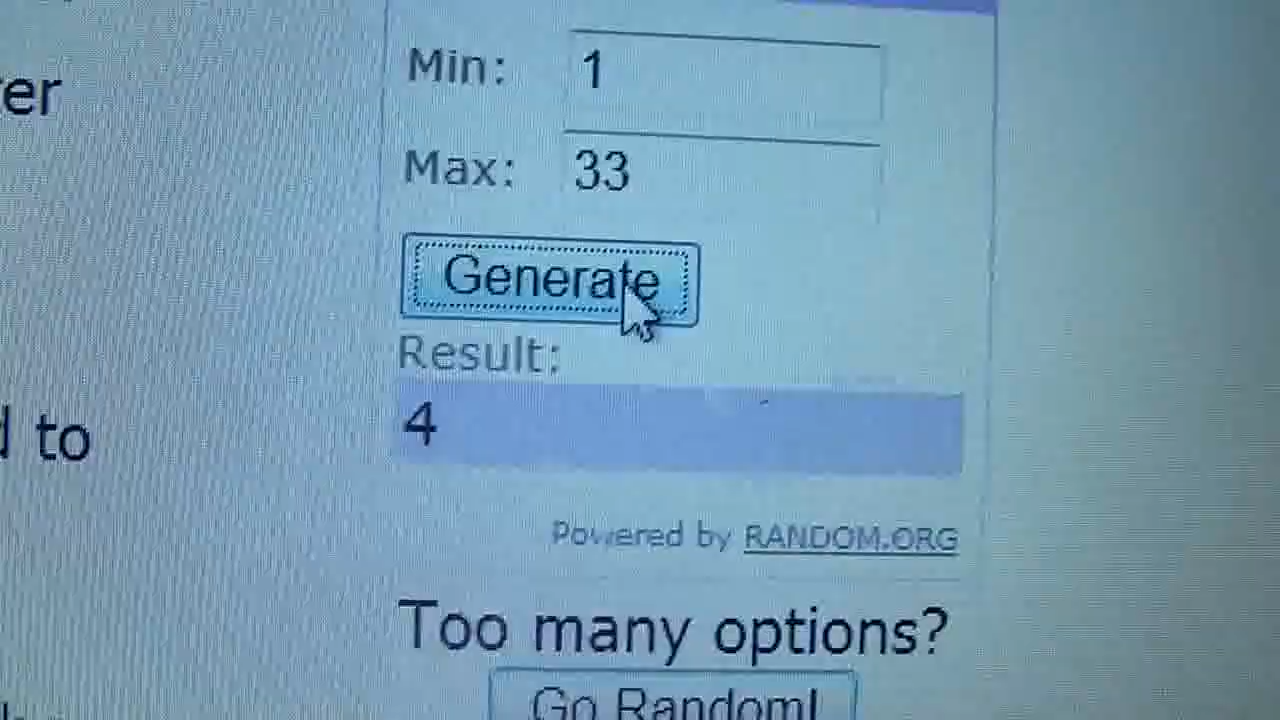 Min: 1
er
Max: 33
Generate
Result:
4
to
Powered by RANDOM.ORG
Too many options?
Go Random!